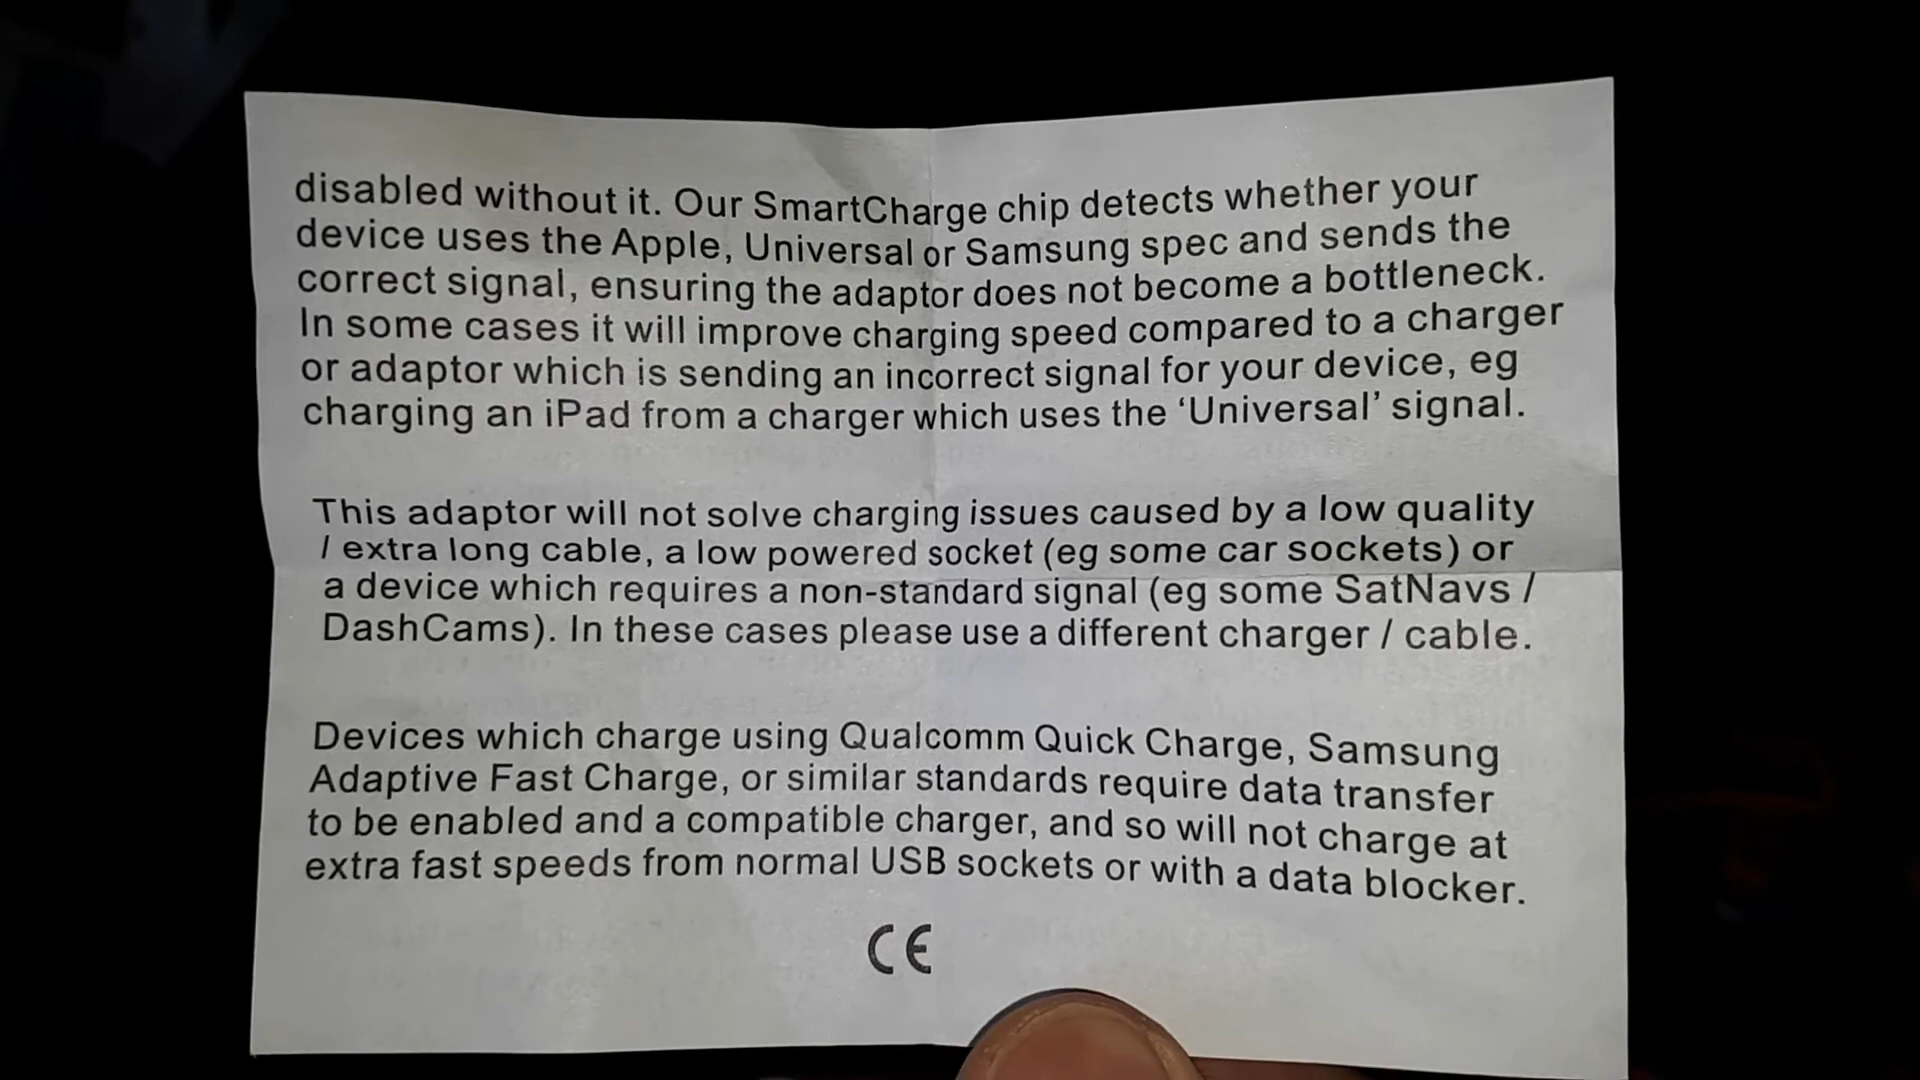 disabled without it. Our SmartCharge chip detects whether your
device uses the Apple, Universal or Samsung spec and sends the
correct signal, ensuring the adaptor does not become a bottleneck.
In some cases it will improve charging speed compared to a charger
or adaptor which is sending an incorrect signal for your device, eg
charging an iPad from a charger which uses the ‘Universal’ signal.
This adaptor will not solve charging issues caused by a low quality
/ extra long cable, a low powered socket (eg some car sockets) or
a device which requires a non-standard signal (eg some SatNavs /
DashCams). In these cases please use a different charger / cable.
Devices which charge using Qualcomm Quick Charge, Samsung
Adaptive Fast Charge, or similar standards require data transfer
to be enabled and a compatible charger, and so will not charge at
extra fast speeds from normal USB sockets or with a data blocker.
CE